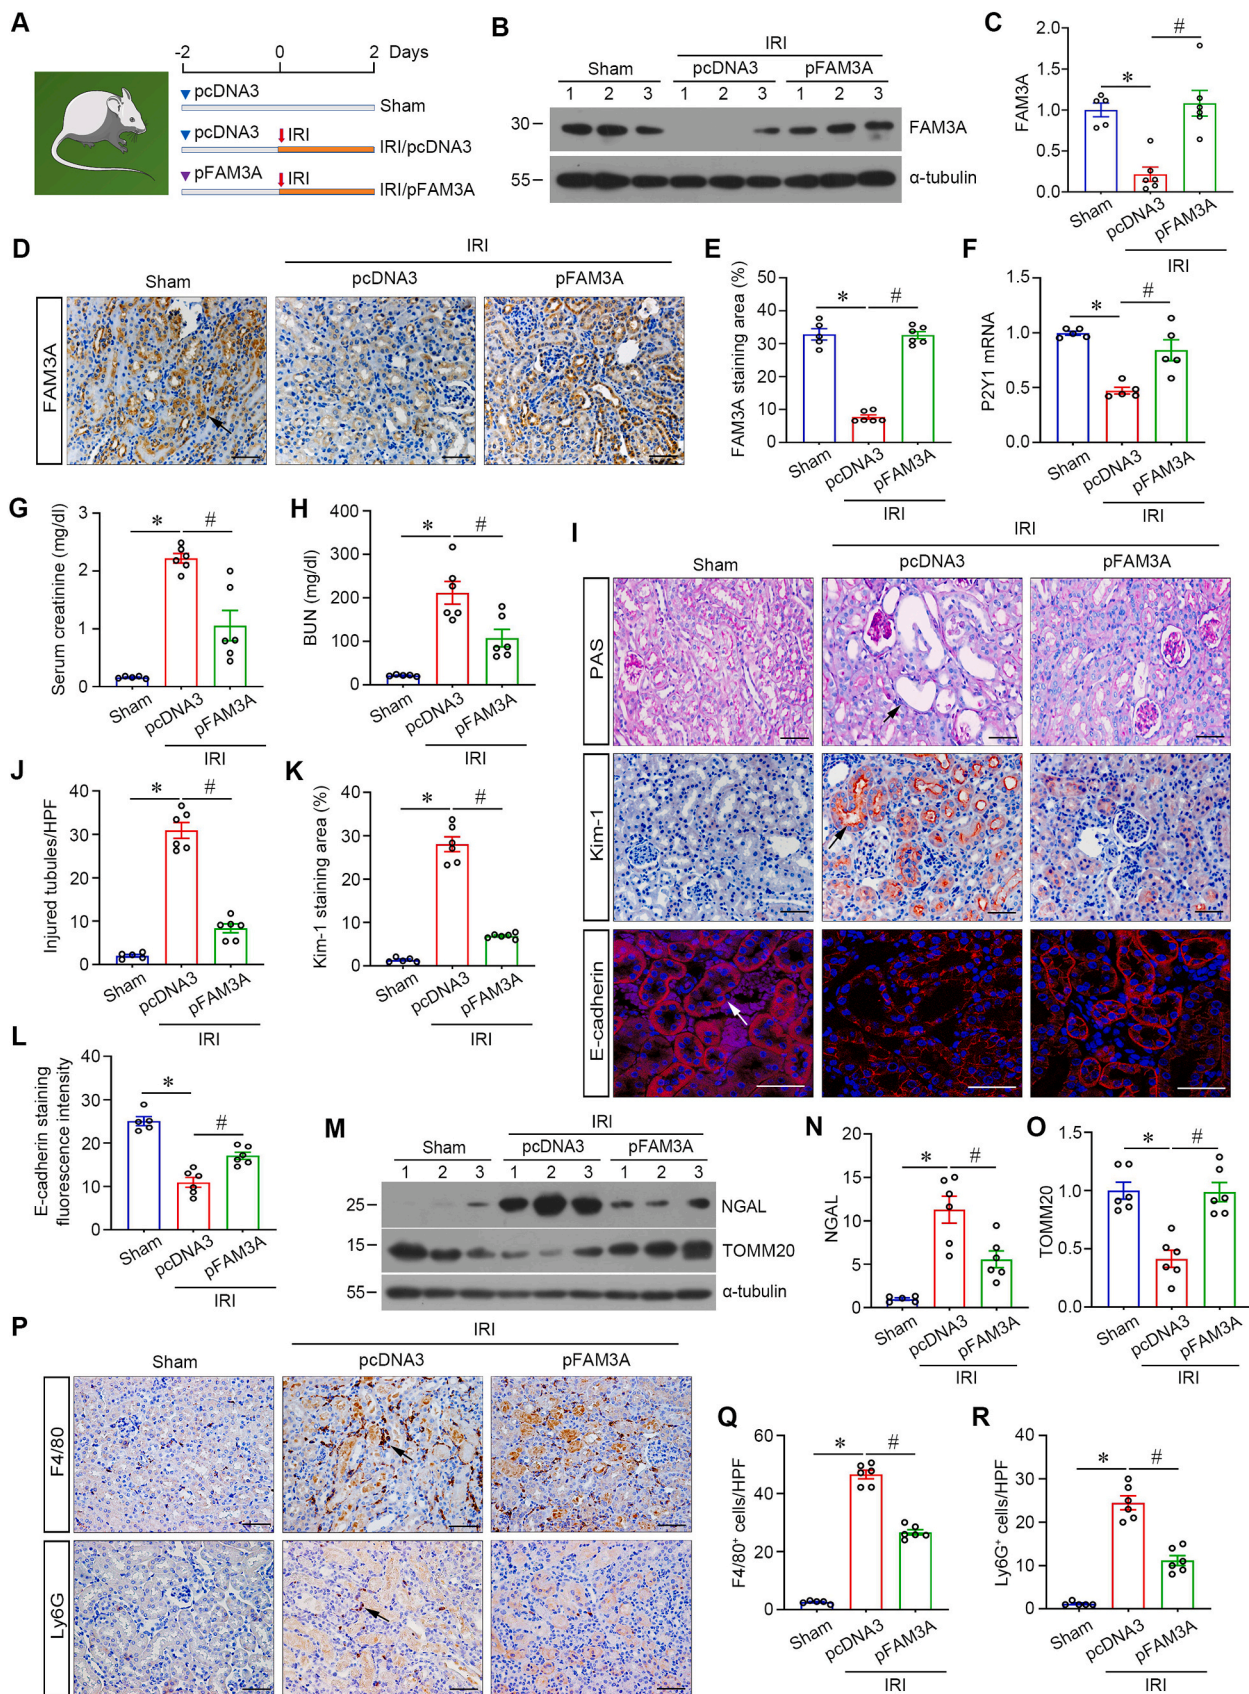 A
-2 0 2 Days
pcDNA3
Sham
pcDNA3 IRI
IRI/pcDNA3
pFAM3A IRI
IRI/pFAM3A
B
IRI
Sham pcDNA3 pFAM3A
1 2 3 1 2 3 1 2 3
30 FAM3A
55 α-tubulin
C
FAM3A
2.0
1.5
1.0
0.5
0.0
* #
Sham pcDNA3 pFAM3A
IRI
D
IRI
Sham pcDNA3 pFAM3A
FAM3A
E
FAM3A staining area (%)
50
40
30
20
10
0
* #
Sham pcDNA3 pFAM3A
IRI
F
P2Y1 mRNA
1.5
1.0
0.5
0.0
* #
Sham pcDNA3 pFAM3A
IRI
G
Serum creatinine (mg/dl)
3
2
1
0
* #
Sham pcDNA3 pFAM3A
IRI
H
BUN (mg/dl)
400
300
200
100
0
* #
Sham pcDNA3 pFAM3A
IRI
I
IRI
Sham pcDNA3 pFAM3A
PAS
Kim-1
E-cadherin
J
Injured tubules/HPF
40
30
20
10
0
* #
Sham pcDNA3 pFAM3A
IRI
K
Kim-1 staining area (%)
40
30
20
10
0
* #
Sham pcDNA3 pFAM3A
IRI
L
E-cadherin staining
fluorescence intensity
40
30
20
10
0
* #
Sham pcDNA3 pFAM3A
IRI
M
IRI
Sham pcDNA3 pFAM3A
1 2 3 1 2 3 1 2 3
25 NGAL
15 TOMM20
55 α-tubulin
N
NGAL
20
15
10
5
0
* #
Sham pcDNA3 pFAM3A
IRI
O
TOMM20
1.5
1.0
0.5
0.0
* #
Sham pcDNA3 pFAM3A
IRI
P
IRI
Sham pcDNA3 pFAM3A
F4/80
Ly6G
Q
F4/80⁺ cells/HPF
60
40
20
0
* #
Sham pcDNA3 pFAM3A
IRI
R
Ly6G⁺ cells/HPF
40
30
20
10
0
* #
Sham pcDNA3 pFAM3A
IRI